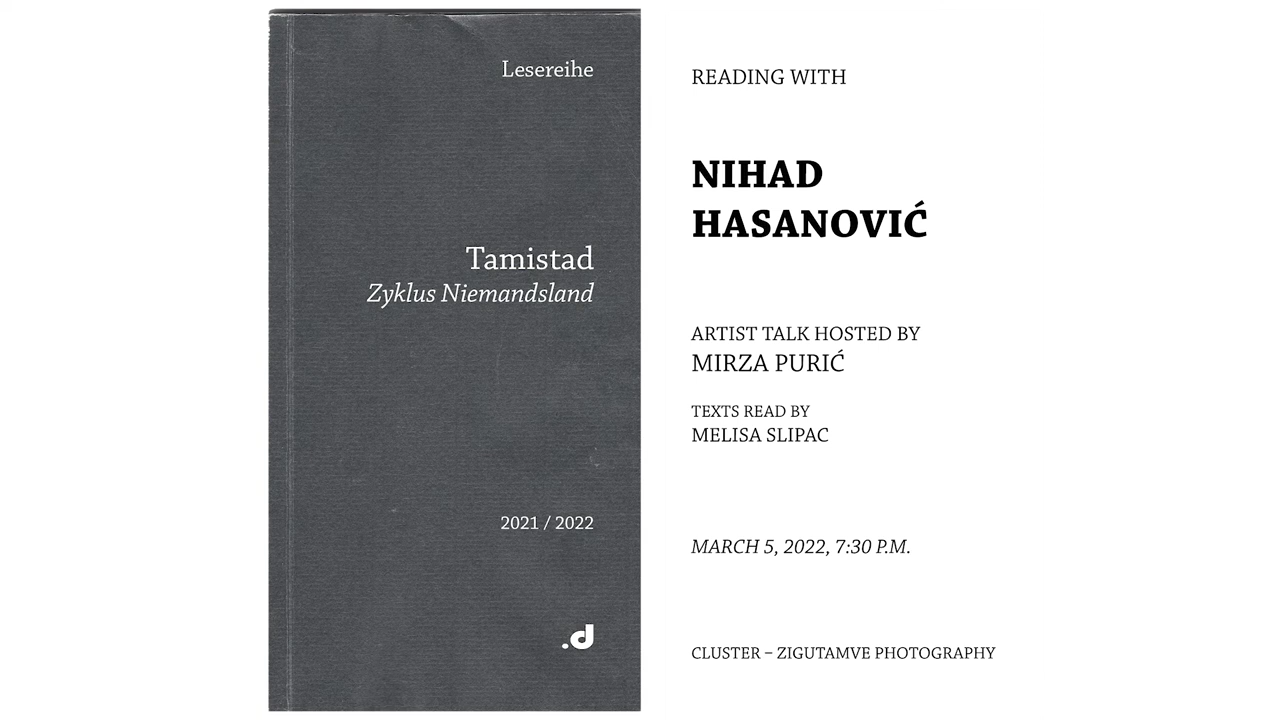 Lesereihe
Tamistad
Zyklus Niemandsland
2021 / 2022
.d
READING WITH
NIHAD
HASANOVIĆ
ARTIST TALK HOSTED BY
MIRZA PURIĆ
TEXTS READ BY
MELISA SLIPAC
MARCH 5, 2022, 7:30 P.M.
CLUSTER – ZIGUTAMVE PHOTOGRAPHY